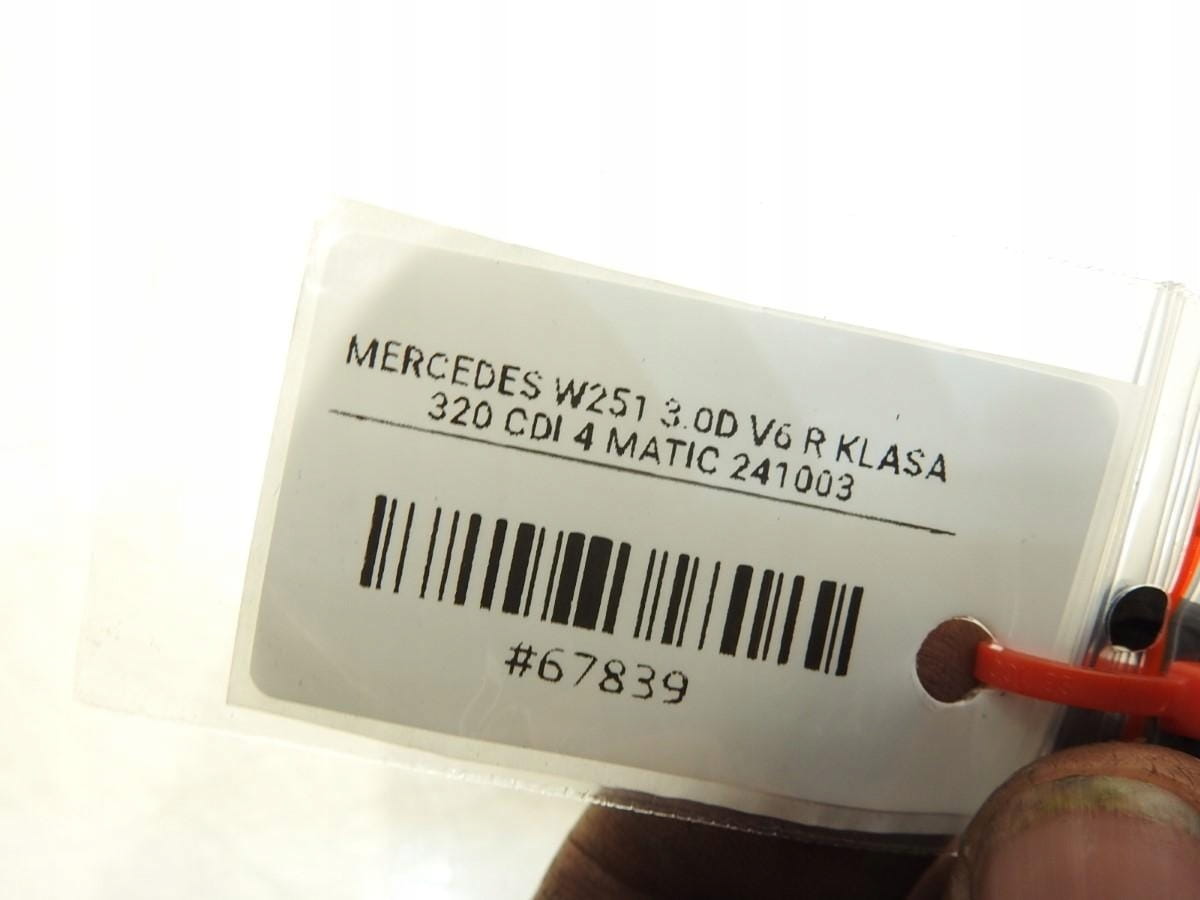 MERCEDES W251 3.0D V6 R KLASA
320 CDI 4 MATIC 241003
#67839